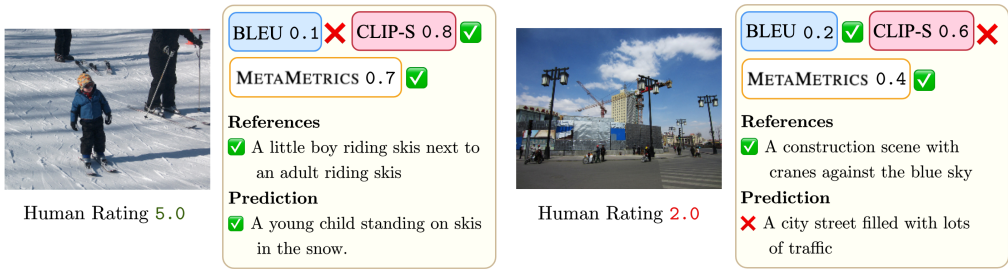 BLEU 0.1 ❌ CLIP-S 0.8 ✅
METAMETRICS 0.7 ✅
References
✅ A little boy riding skis next to
an adult riding skis
Prediction
✅ A young child standing on skis
in the snow.
Human Rating 5.0
BLEU 0.2 ✅ CLIP-S 0.6 ❌
METAMETRICS 0.4 ✅
References
✅ A construction scene with
cranes against the blue sky
Prediction
❌ A city street filled with lots
of traffic
Human Rating 2.0